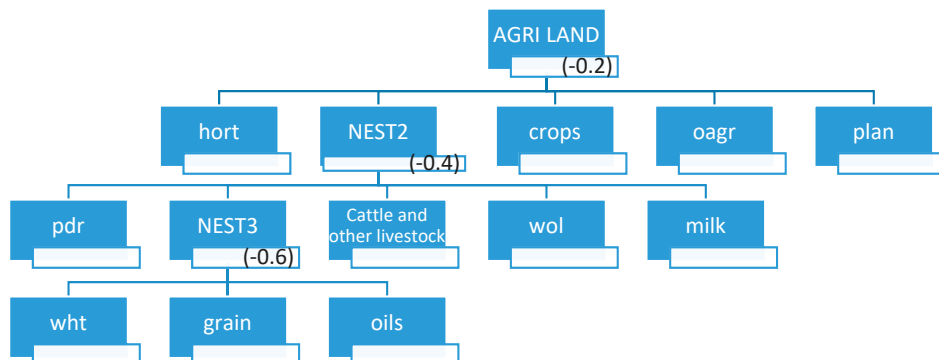 AGRI LAND
(-0.2)
hort
NEST2
crops
oagr
plan
(-0.4)
pdr
NEST3
Cattle and
other livestock
wol
milk
(-0.6)
wht
grain
oils